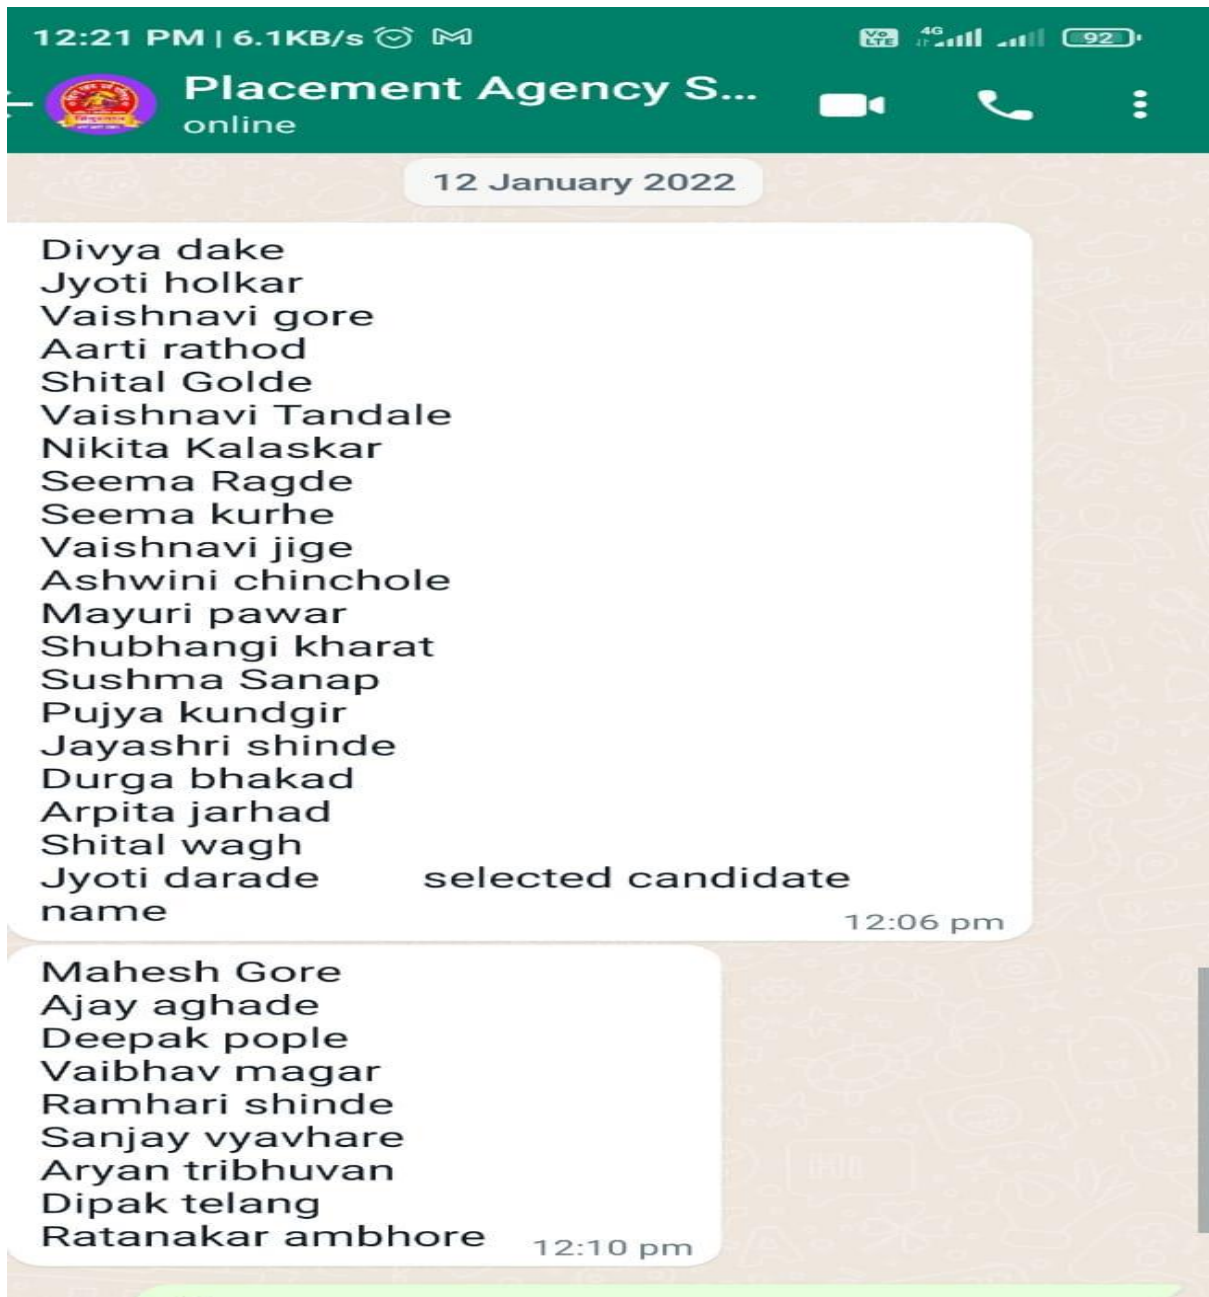 12:21 PM | 6.1KB/s
Vo LTE 4G 92
Placement Agency S...
online
12 January 2022
Divya dake
Jyoti holkar
Vaishnavi gore
Aarti rathod
Shital Golde
Vaishnavi Tandale
Nikita Kalaskar
Seema Ragde
Seema kurhe
Vaishnavi jige
Ashwini chinchole
Mayuri pawar
Shubhangi kharat
Sushma Sanap
Pujya kundgir
Jayashri shinde
Durga bhakad
Arpita jarhad
Shital wagh
Jyoti darade selected candidate
name
12:06 pm
Mahesh Gore
Ajay aghade
Deepak pople
Vaibhav magar
Ramhari shinde
Sanjay vyavhare
Aryan tribhuvan
Dipak telang
Ratanakar ambhore
12:10 pm